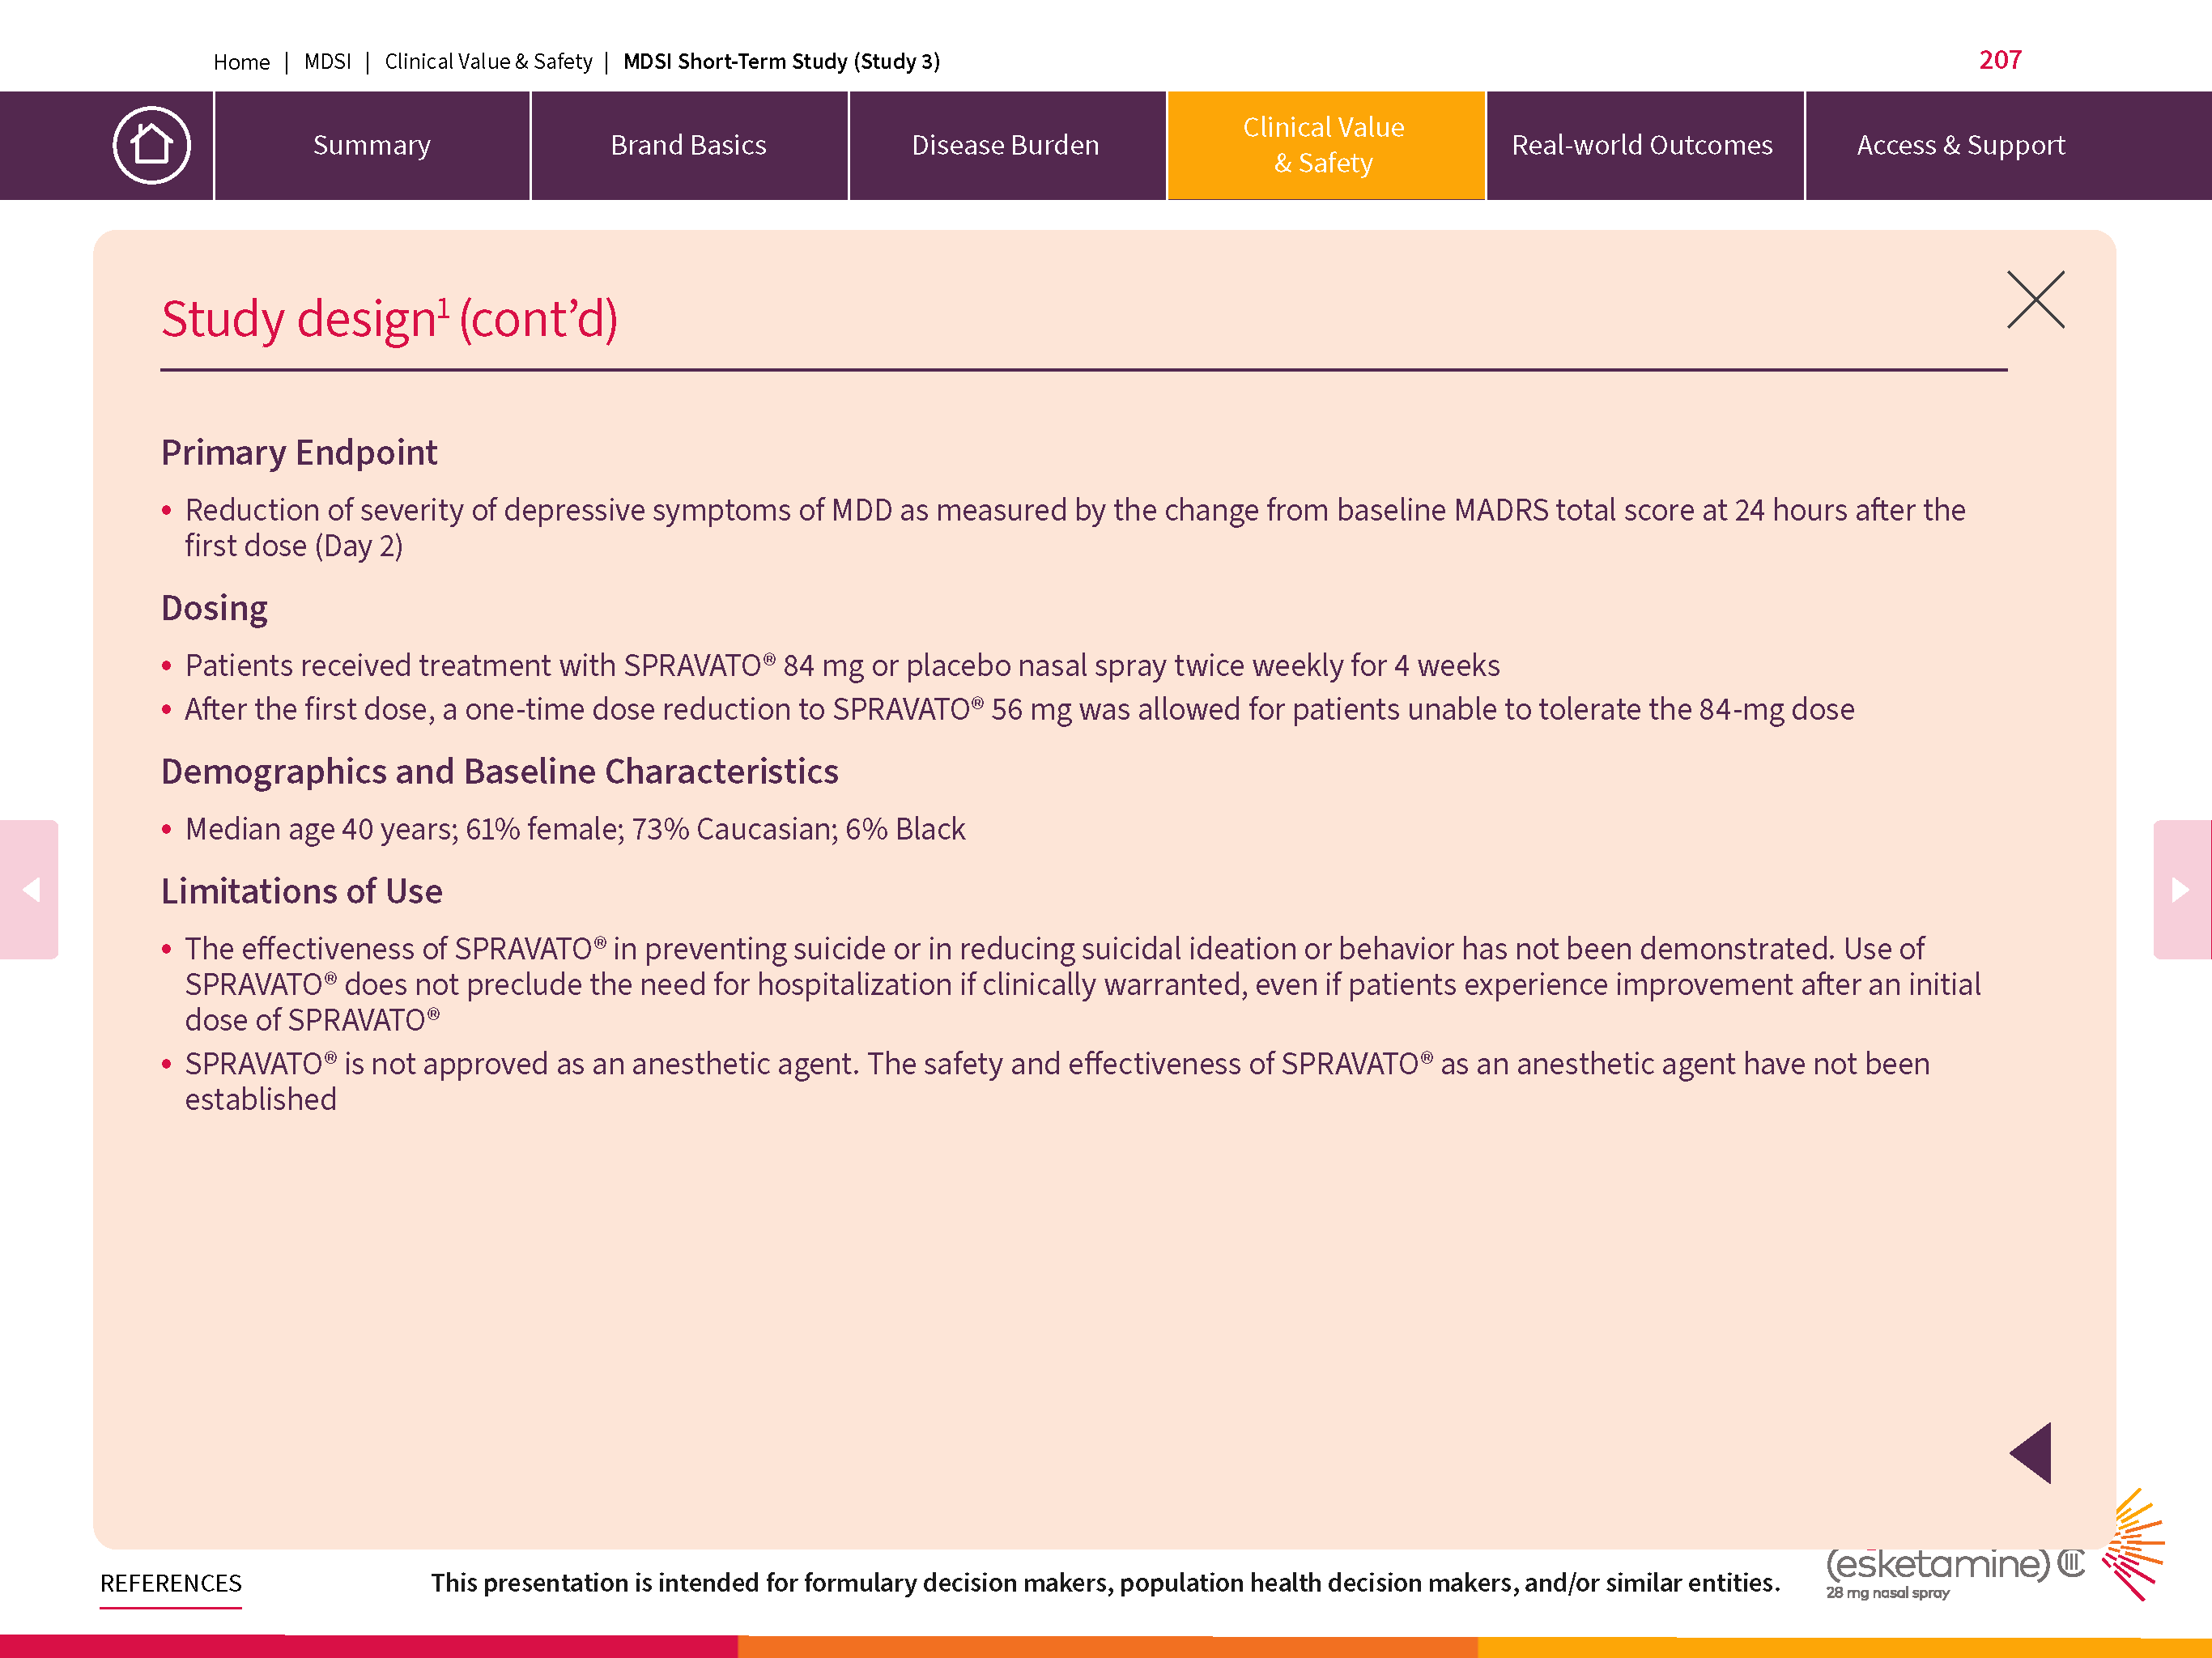 Home | MDSI | Clinical Value & Safety | MDSI Short-Term Study (Study 3)
207
Summary
Brand Basics
Disease Burden
Clinical Value
& Safety
Real-world Outcomes
Access & Support
Study design¹ (cont’d)
Primary Endpoint
• Reduction of severity of depressive symptoms of MDD as measured by the change from baseline MADRS total score at 24 hours after the
first dose (Day 2)
Dosing
• Patients received treatment with SPRAVATO® 84 mg or placebo nasal spray twice weekly for 4 weeks
• After the first dose, a one-time dose reduction to SPRAVATO® 56 mg was allowed for patients unable to tolerate the 84-mg dose
Demographics and Baseline Characteristics
• Median age 40 years; 61% female; 73% Caucasian; 6% Black
Limitations of Use
• The effectiveness of SPRAVATO® in preventing suicide or in reducing suicidal ideation or behavior has not been demonstrated. Use of
SPRAVATO® does not preclude the need for hospitalization if clinically warranted, even if patients experience improvement after an initial
dose of SPRAVATO®
• SPRAVATO® is not approved as an anesthetic agent. The safety and effectiveness of SPRAVATO® as an anesthetic agent have not been
established
REFERENCES
This presentation is intended for formulary decision makers, population health decision makers, and/or similar entities.
(esketamine) CIII
28 mg nasal spray